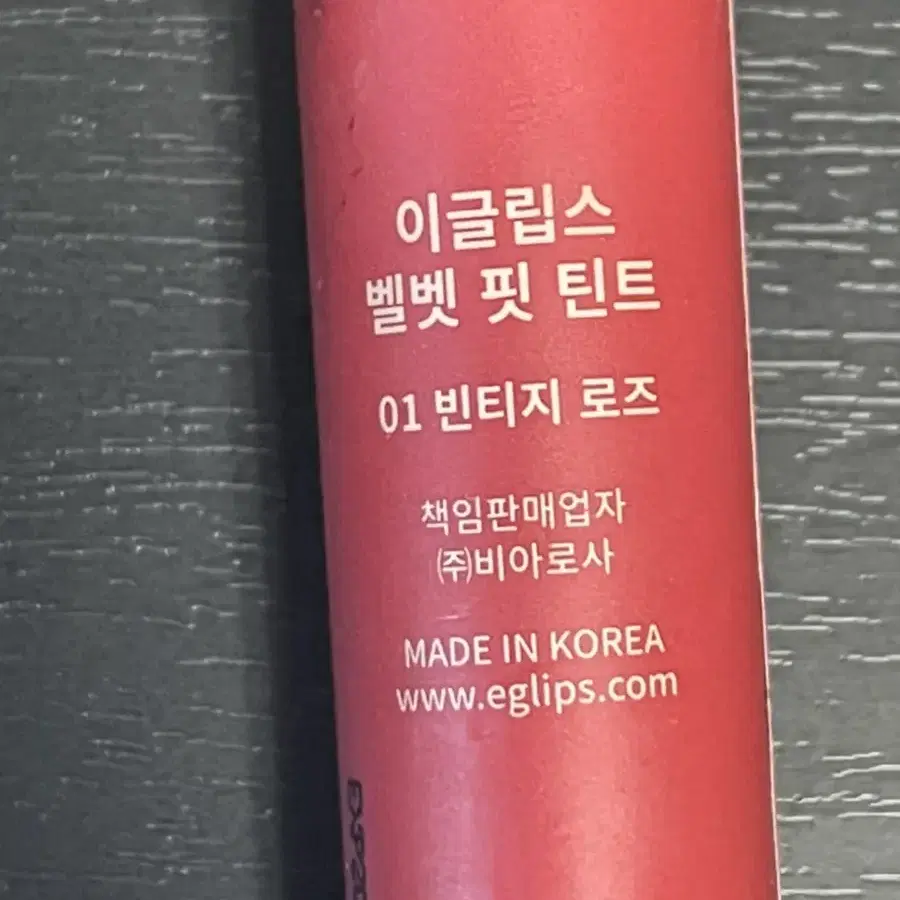 이글립스
벨벳 핏 틴트
01 빈티지 로즈
책임판매업자
㈜비아로사
MADE IN KOREA
www.eglips.com